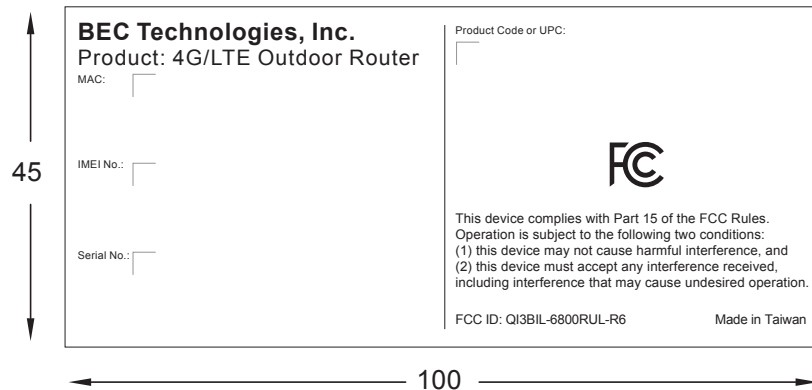 BEC Technologies, Inc.
Product: 4G/LTE Outdoor Router
MAC:
IMEI No.:
Serial No.:
Product Code or UPC:
FC
This device complies with Part 15 of the FCC Rules.
Operation is subject to the following two conditions:
(1) this device may not cause harmful interference, and
(2) this device must accept any interference received,
including interference that may cause undesired operation.
FCC ID: QI3BIL-6800RUL-R6 Made in Taiwan
45
100